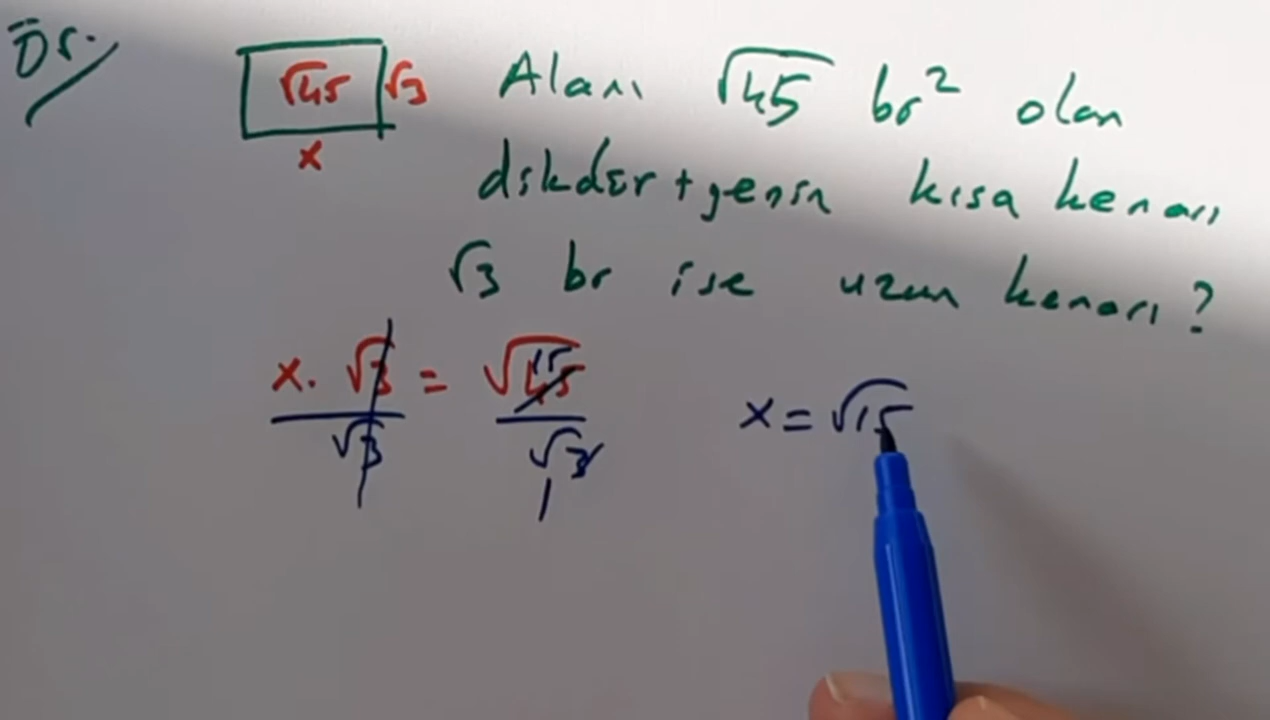 Ör.
√45 √3
x
Alanı √45 br² olan
dikdörtgenin kısa kenarı
√3 br ise uzun kenarı?
x. √3 = √45 15
√3 √3 x = √15
1